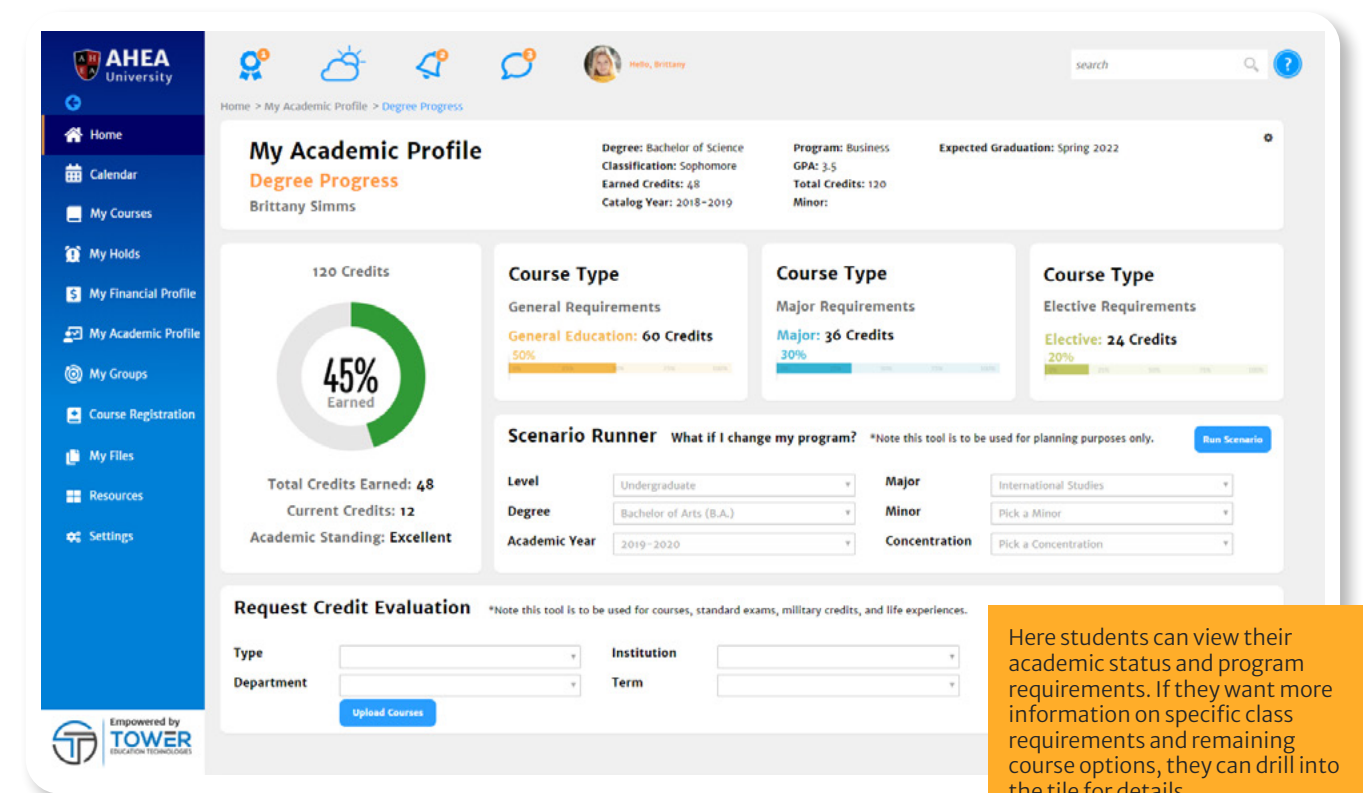 AHEA
University
Hello, Brittany
search
?
Home > My Academic Profile > Degree Progress
Home
Calendar
My Courses
My Holds
My Financial Profile
My Academic Profile
My Groups
Course Registration
My Files
Resources
Settings
Empowered by
TOWER
EDUCATION TECHNOLOGIES
My Academic Profile
Degree Progress
Brittany Simms
Degree: Bachelor of Science
Classification: Sophomore
Earned Credits: 48
Catalog Year: 2018-2019
Program: Business
GPA: 3.5
Total Credits: 120
Minor:
Expected Graduation: Spring 2022
120 Credits
45%
Earned
Total Credits Earned: 48
Current Credits: 12
Academic Standing: Excellent
Course Type
General Requirements
General Education: 60 Credits
50%
Course Type
Major Requirements
Major: 36 Credits
30%
Course Type
Elective Requirements
Elective: 24 Credits
20%
Scenario Runner What if I change my program? *Note this tool is to be used for planning purposes only.
Run Scenario
Level Undergraduate
Major International Studies
Degree Bachelor of Arts (B.A.)
Minor Pick a Minor
Academic Year 2019-2020
Concentration Pick a Concentration
Request Credit Evaluation *Note this tool is to be used for courses, standard exams, military credits, and life experiences.
Type
Institution
Department
Term
Upload Courses
Here students can view their
academic status and program
requirements. If they want more
information on specific class
requirements and remaining
course options, they can drill into
the tile for details